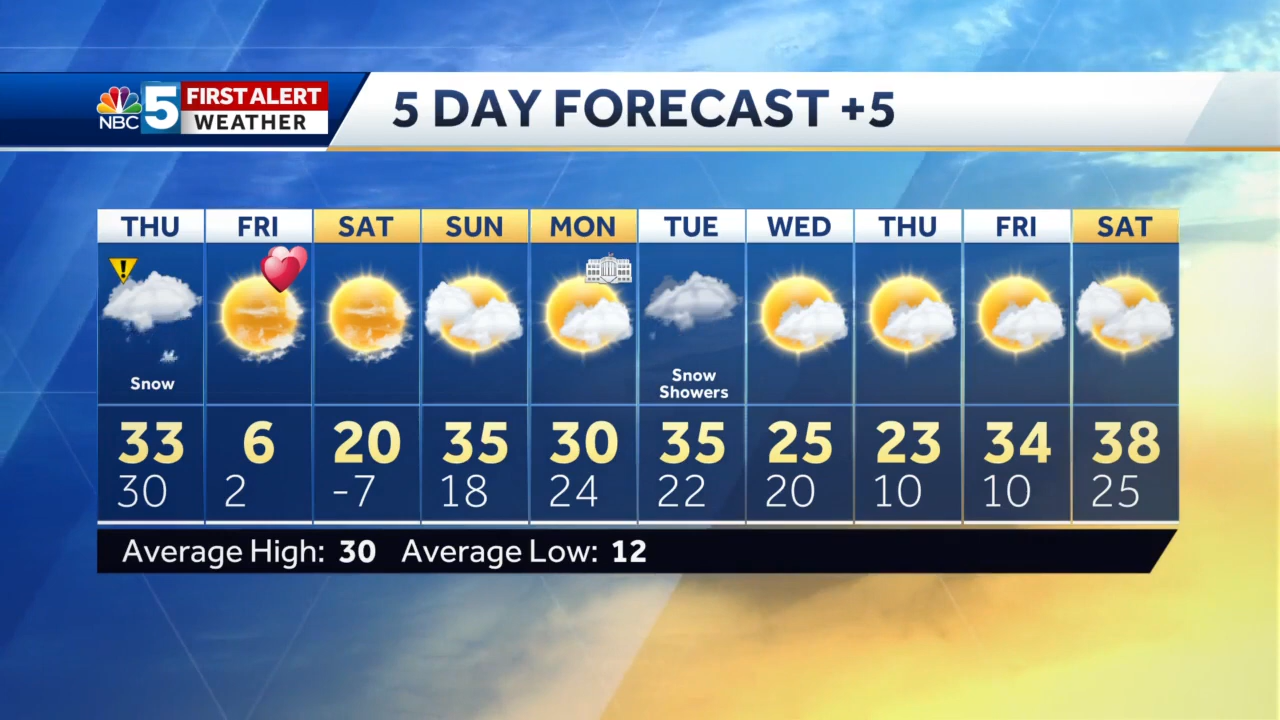 NBC 5 FIRST ALERT WEATHER
5 DAY FORECAST +5
THU FRI SAT SUN MON TUE WED THU FRI SAT
!
Snow Snow Showers
33 6 20 35 30 35 25 23 34 38
30 2 -7 18 24 22 20 10 10 25
Average High: 30 Average Low: 12